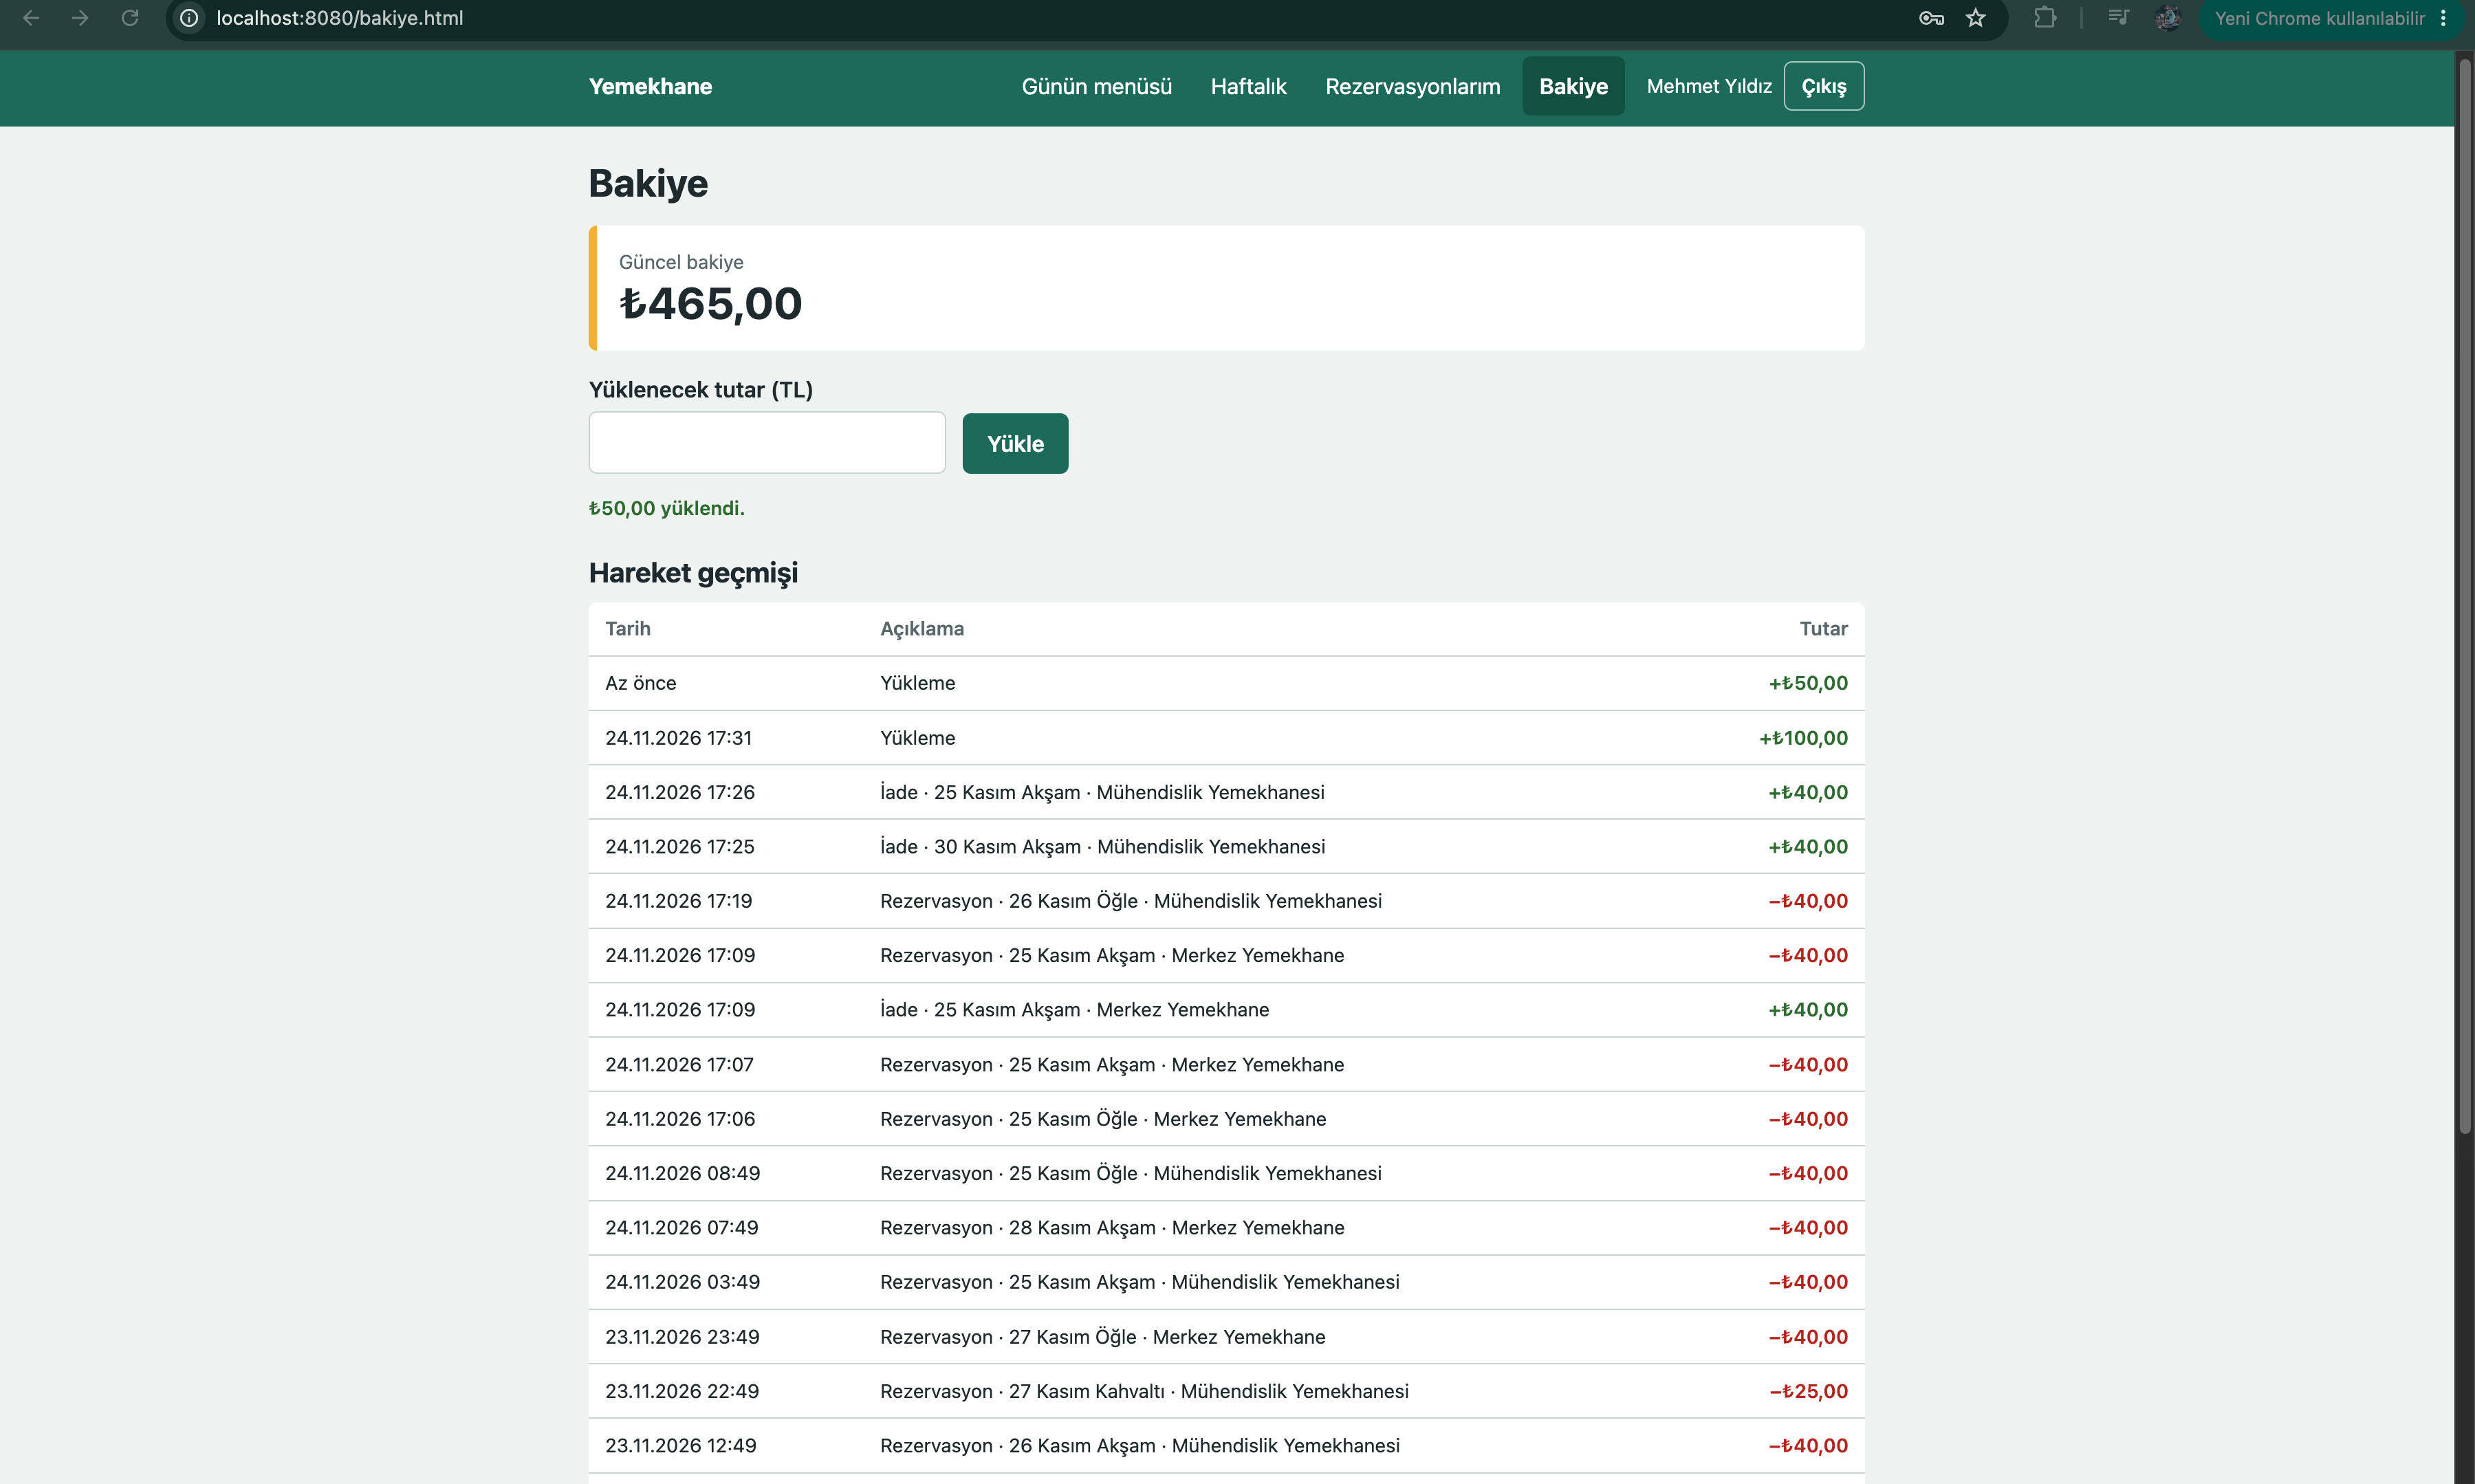 localhost:8080/bakiye.html
Yeni Chrome kullanılabilir
Yemekhane
Günün menüsü Haftalık Rezervasyonlarım Bakiye Mehmet Yıldız Çıkış
Bakiye
Güncel bakiye
₺465,00
Yüklenecek tutar (TL)
Yükle
₺50,00 yüklendi.
Hareket geçmişi
Tarih Açıklama Tutar
Az önce Yükleme +₺50,00
24.11.2026 17:31 Yükleme +₺100,00
24.11.2026 17:26 İade · 25 Kasım Akşam · Mühendislik Yemekhanesi +₺40,00
24.11.2026 17:25 İade · 30 Kasım Akşam · Mühendislik Yemekhanesi +₺40,00
24.11.2026 17:19 Rezervasyon · 26 Kasım Öğle · Mühendislik Yemekhanesi −₺40,00
24.11.2026 17:09 Rezervasyon · 25 Kasım Akşam · Merkez Yemekhane −₺40,00
24.11.2026 17:09 İade · 25 Kasım Akşam · Merkez Yemekhane +₺40,00
24.11.2026 17:07 Rezervasyon · 25 Kasım Akşam · Merkez Yemekhane −₺40,00
24.11.2026 17:06 Rezervasyon · 25 Kasım Öğle · Merkez Yemekhane −₺40,00
24.11.2026 08:49 Rezervasyon · 25 Kasım Öğle · Mühendislik Yemekhanesi −₺40,00
24.11.2026 07:49 Rezervasyon · 28 Kasım Akşam · Merkez Yemekhane −₺40,00
24.11.2026 03:49 Rezervasyon · 25 Kasım Akşam · Mühendislik Yemekhanesi −₺40,00
23.11.2026 23:49 Rezervasyon · 27 Kasım Öğle · Merkez Yemekhane −₺40,00
23.11.2026 22:49 Rezervasyon · 27 Kasım Kahvaltı · Mühendislik Yemekhanesi −₺25,00
23.11.2026 12:49 Rezervasyon · 26 Kasım Akşam · Mühendislik Yemekhanesi −₺40,00